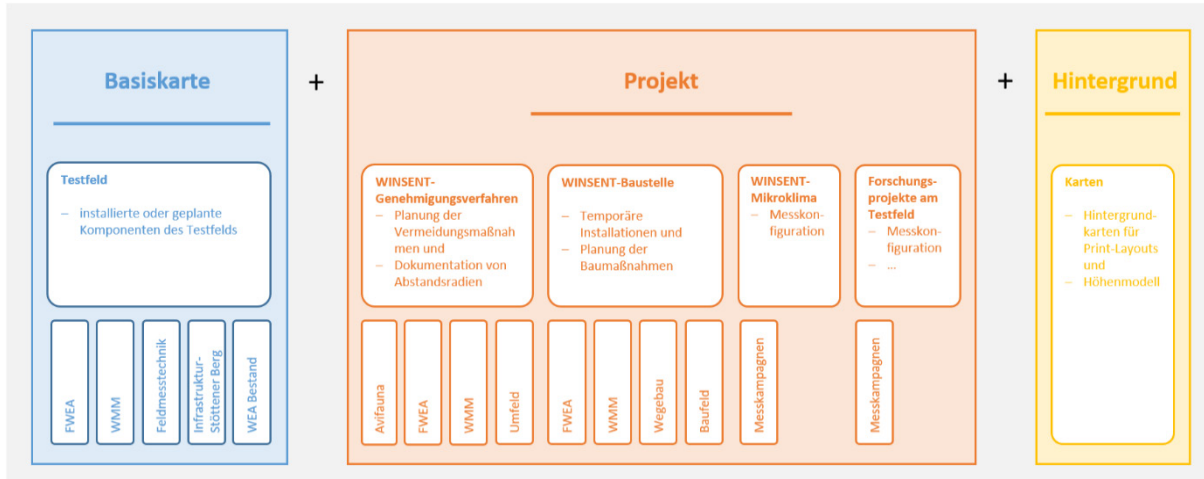 Basiskarte
+
Projekt
+
Hintergrund
Testfeld
– installierte oder geplante
Komponenten des Testfelds
WINSENT-
Genehmigungsverfahren
– Planung der
Vermeidungsmaßnah
men und
– Dokumentation von
Abstandsradien
WINSENT-Baustelle
– Temporäre
Installationen und
– Planung der
Baumaßnahmen
WINSENT-
Mikroklima
– Messkon-
figuration
Forschungs-
projekte am
Testfeld
– Messkon-
figuration
– ...
Karten
– Hintergrund-
karten für
Print-Layouts
und
– Höhenmodell
FWEA
WMM
Feldmesstechnik
Infrastruktur-
Stöttener Berg
WEA Bestand
Avifauna
FWEA
WMM
Umfeld
FWEA
WMM
Wegebau
Baufeld
Messkampagnen
Messkampagnen